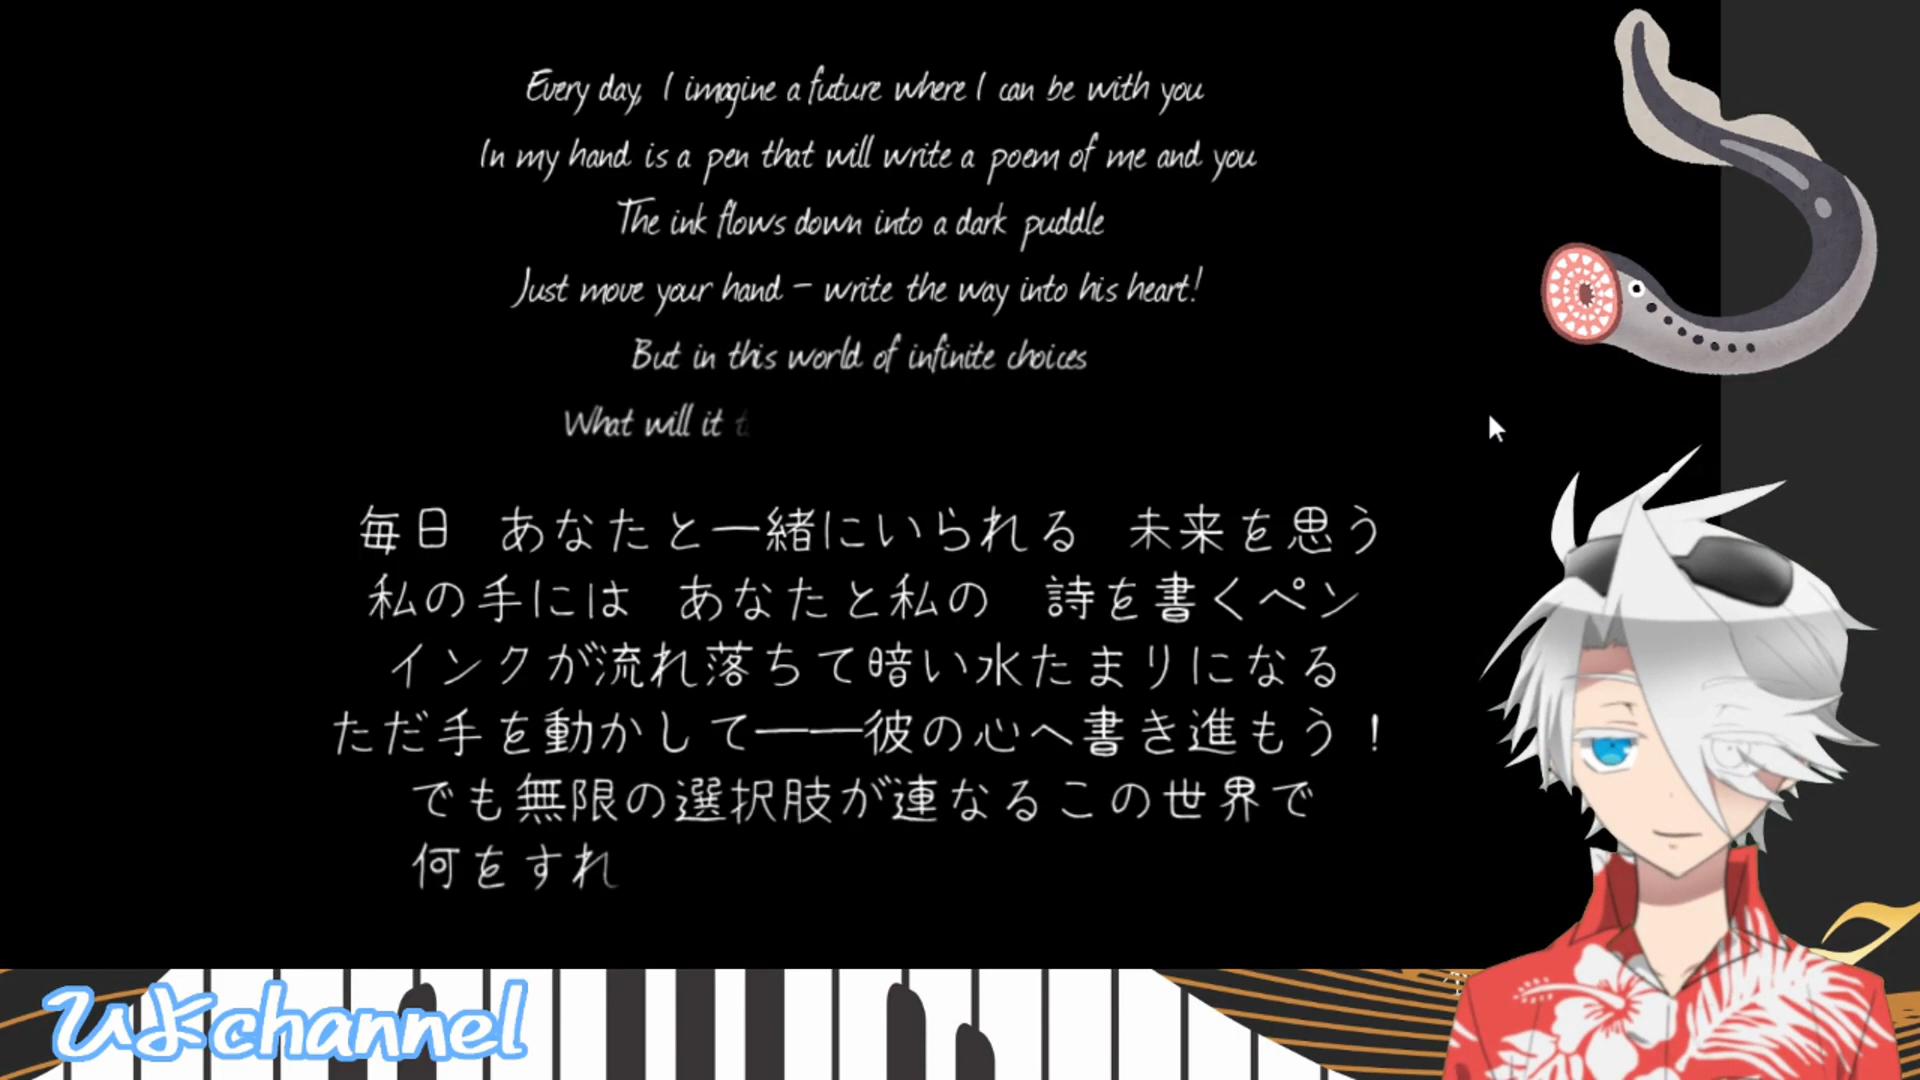 Every day, I imagine a future where I can be with you
In my hand is a pen that will write a poem of me and you
The ink flows down into a dark puddle
Just move your hand – write the way into his heart!
But in this world of infinite choices
What will it t
毎日　あなたと一緒にいられる　未来を思う
私の手には　あなたと私の　詩を書くペン
インクが流れ落ちて暗い水たまりになる
ただ手を動かして――彼の心へ書き進もう！
でも無限の選択肢が連なるこの世界で
何をすれ
ひよchannel